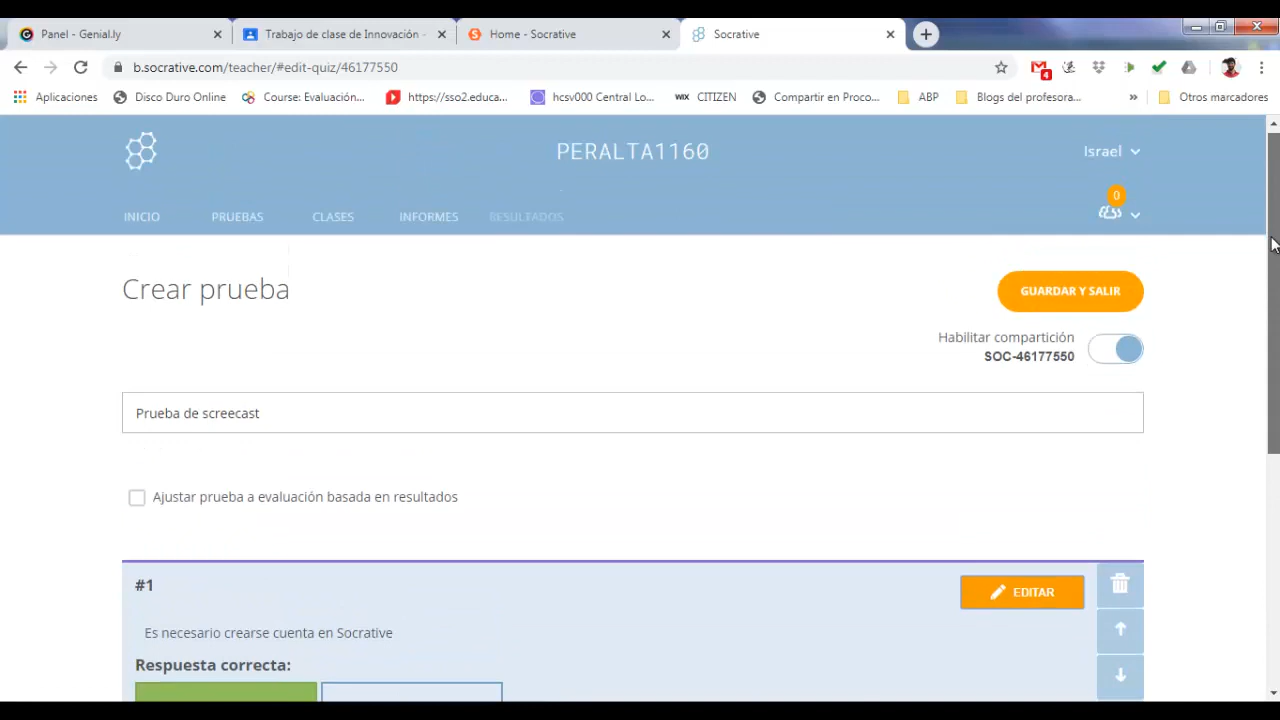 Panel - Genial.ly
Trabajo de clase de Innovación -
Home - Socrative
Socrative
b.socrative.com/teacher/#edit-quiz/46177550
4
Aplicaciones
Disco Duro Online
Course: Evaluación...
https://sso2.educa...
hcsv000 Central Lo...
WIX CITIZEN
Compartir en Proco...
ABP
Blogs del profesora...
»
Otros marcadores
PERALTA1160
Israel
0
INICIO
PRUEBAS
CLASES
INFORMES
RESULTADOS
Crear prueba
GUARDAR Y SALIR
Habilitar compartición
SOC-46177550
Prueba de screecast
Ajustar prueba a evaluación basada en resultados
#1
EDITAR
Es necesario crearse cuenta en Socrative
Respuesta correcta: